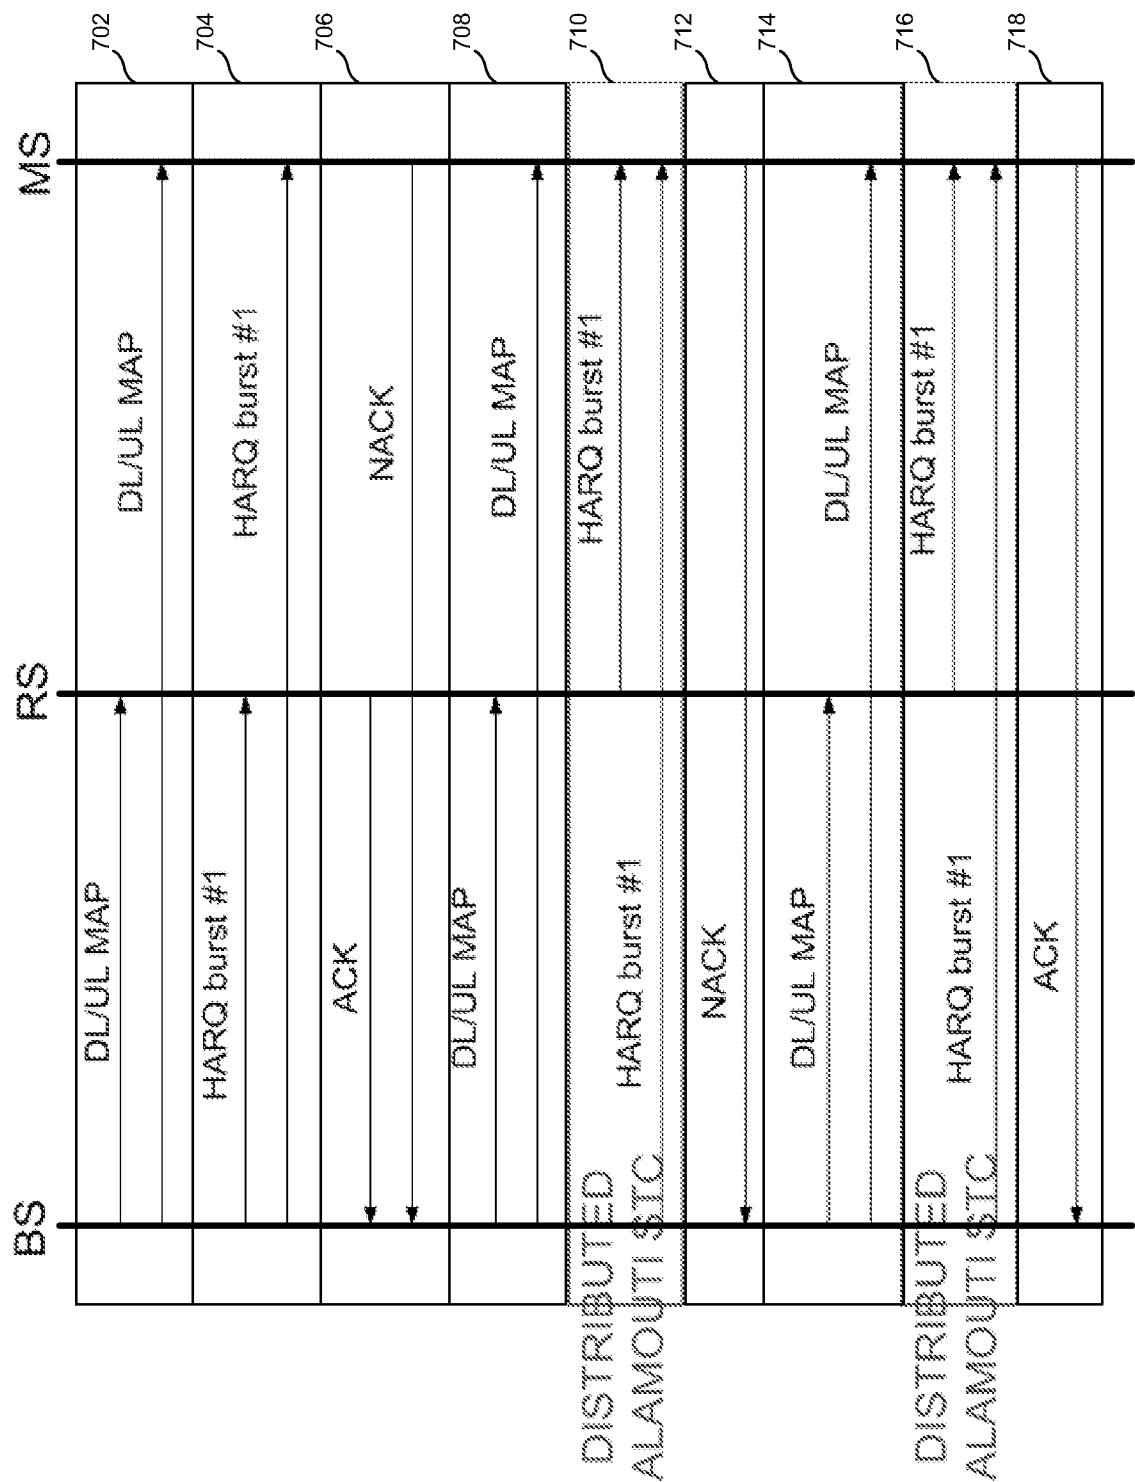 BS
RS
MS
702
DL/UL MAP
DL/UL MAP
704
HARQ burst #1
HARQ burst #1
706
ACK
NACK
708
DL/UL MAP
DL/UL MAP
710
DISTRIBUTED
ALAMOUTI STC
HARQ burst #1
HARQ burst #1
712
NACK
714
DL/UL MAP
DL/UL MAP
716
DISTRIBUTED
ALAMOUTI STC
HARQ burst #1
HARQ burst #1
718
ACK